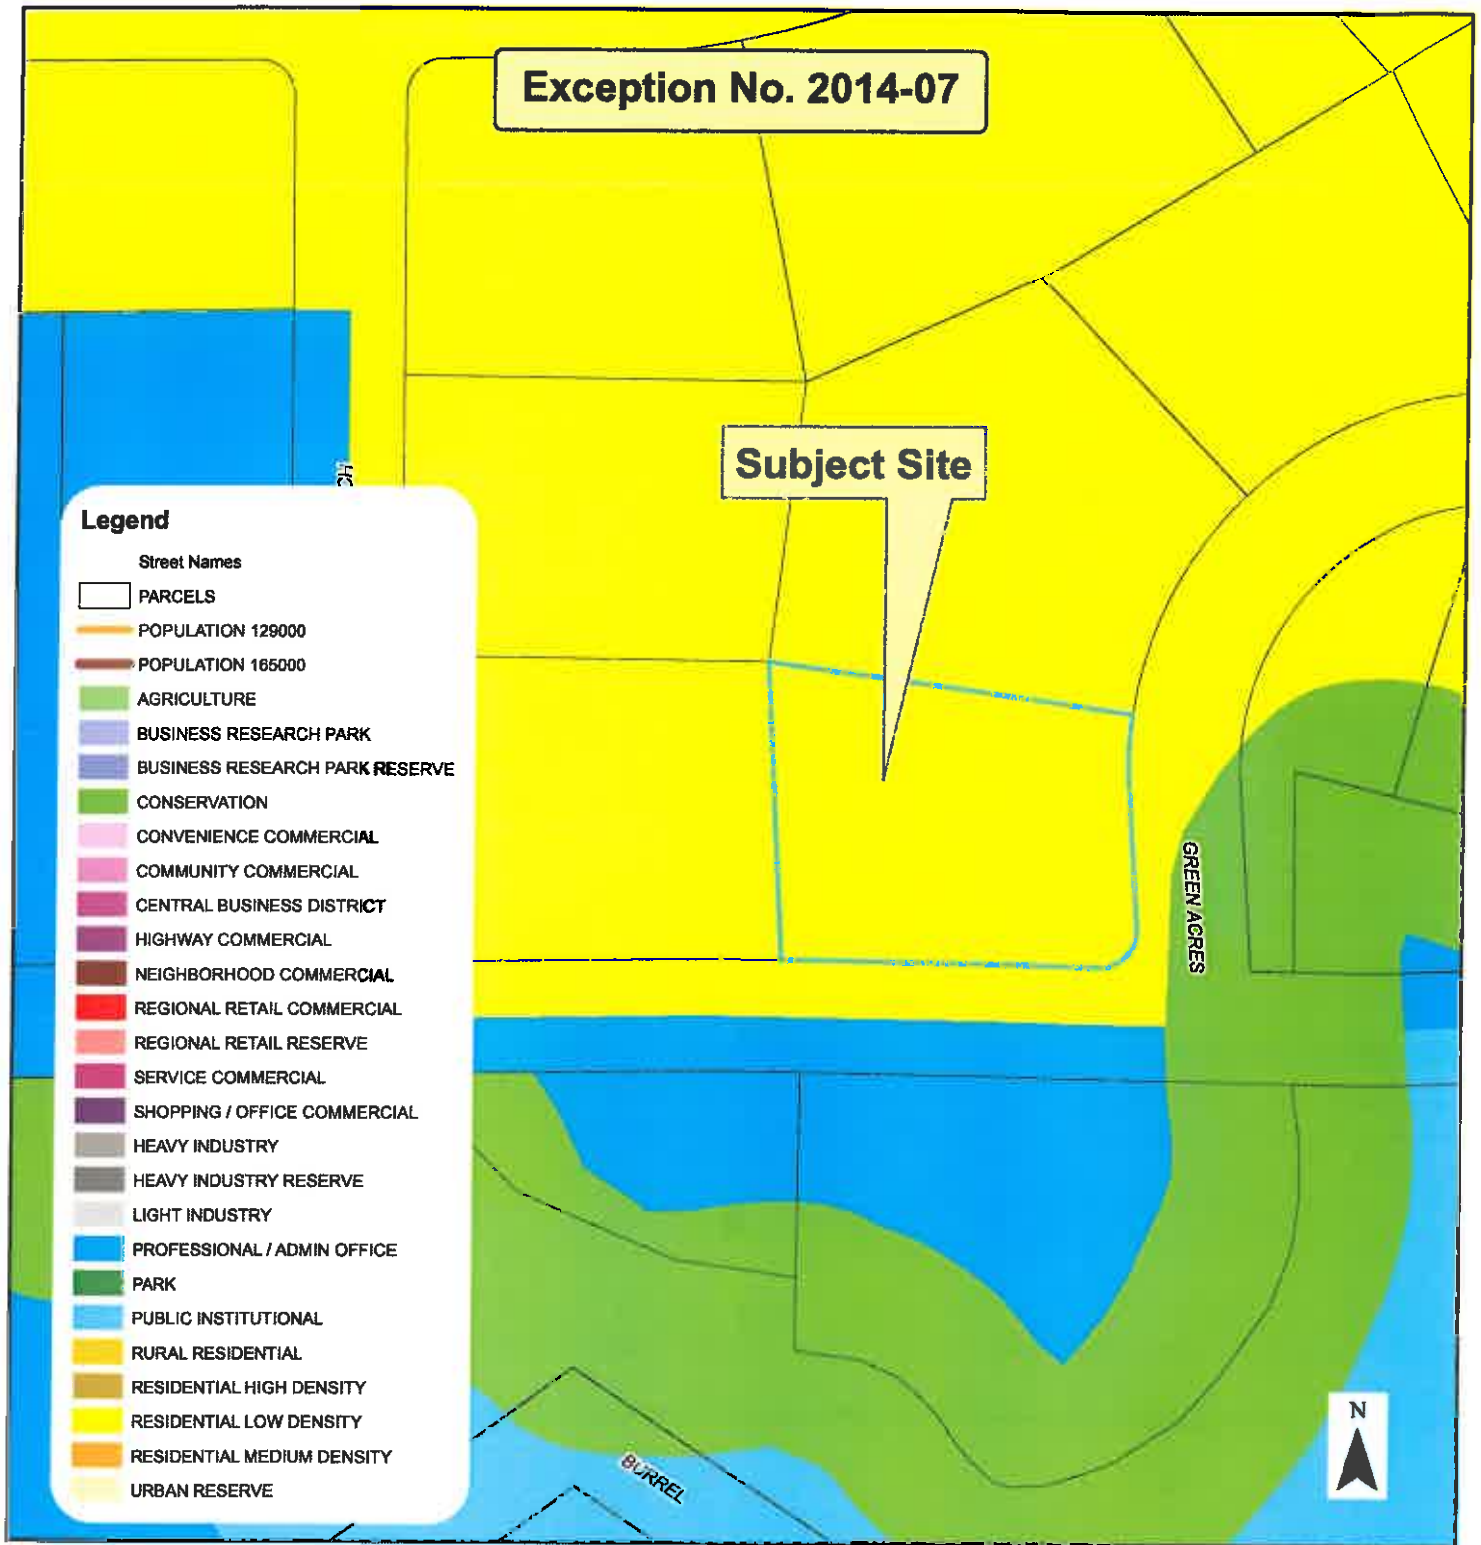 Exception No. 2014-07
Subject Site
CH
Legend
Street Names
PARCELS
POPULATION 129000
POPULATION 165000
AGRICULTURE
BUSINESS RESEARCH PARK
BUSINESS RESEARCH PARK RESERVE
CONSERVATION
CONVENIENCE COMMERCIAL
COMMUNITY COMMERCIAL
CENTRAL BUSINESS DISTRICT
HIGHWAY COMMERCIAL
NEIGHBORHOOD COMMERCIAL
REGIONAL RETAIL COMMERCIAL
REGIONAL RETAIL RESERVE
SERVICE COMMERCIAL
SHOPPING / OFFICE COMMERCIAL
HEAVY INDUSTRY
HEAVY INDUSTRY RESERVE
LIGHT INDUSTRY
PROFESSIONAL / ADMIN OFFICE
PARK
PUBLIC INSTITUTIONAL
RURAL RESIDENTIAL
RESIDENTIAL HIGH DENSITY
RESIDENTIAL LOW DENSITY
RESIDENTIAL MEDIUM DENSITY
URBAN RESERVE
GREEN ACRES
BURREL
N